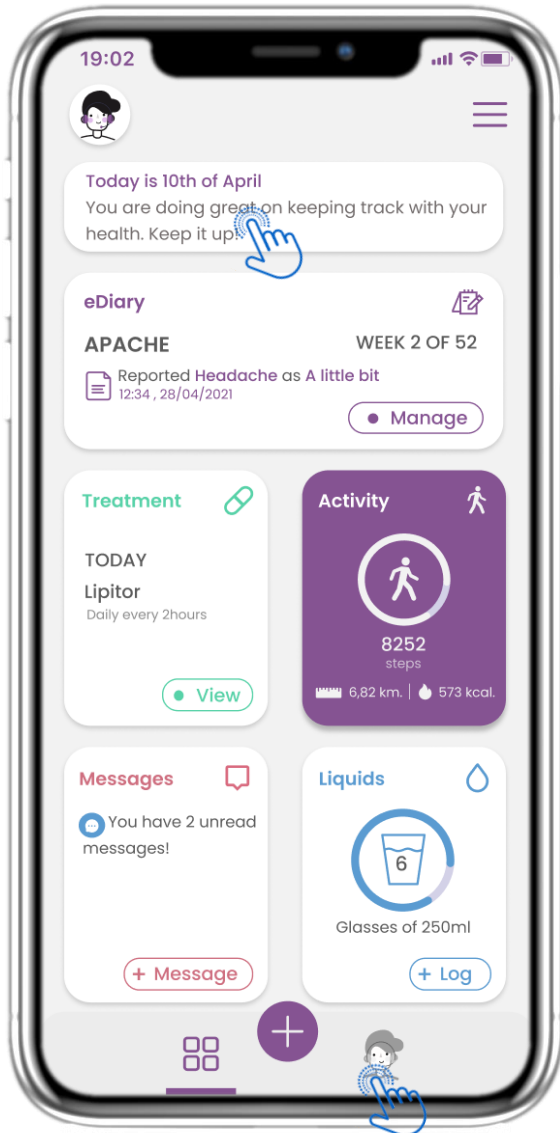 19:02
Today is 10th of April
You are doing great on keeping track with your
health. Keep it up!
eDiary
APACHE
WEEK 2 OF 52
Reported Headache as A little bit
12:34 , 28/04/2021
Manage
Treatment
TODAY
Lipitor
Daily every 2hours
View
Activity
8252
steps
6,82 km.
573 kcal.
Messages
You have 2 unread
messages!
+ Message
Liquids
6
Glasses of 250ml
+ Log